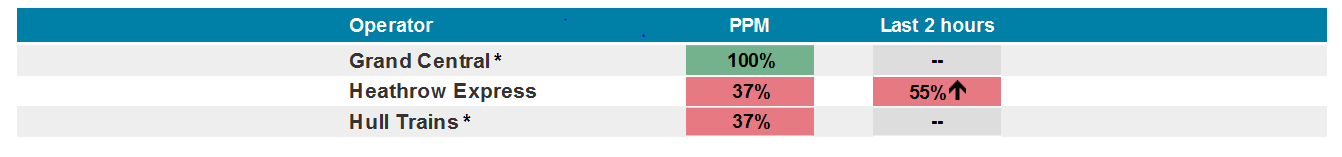 Operator PPM Last 2 hours
Grand Central * 100% --
Heathrow Express 37% 55%↑
Hull Trains * 37% --